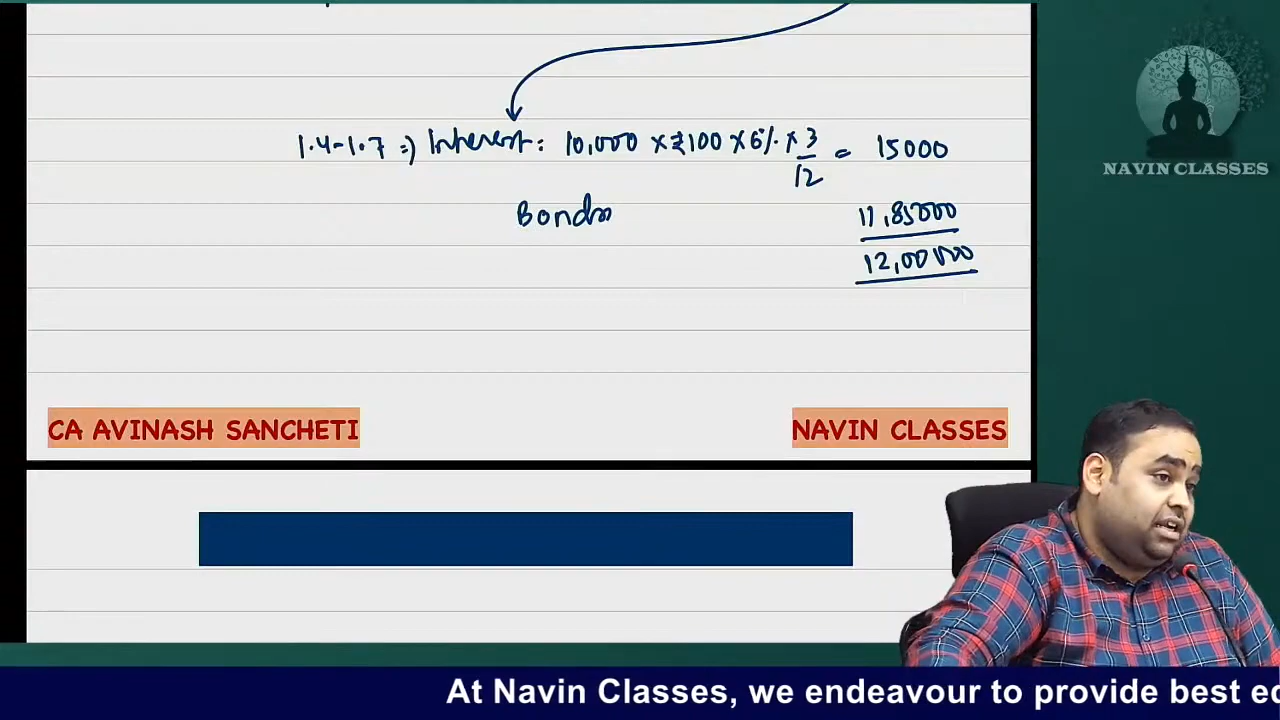 1.4-1.7 ⇒ Interest: 10,000 × ₹100 × 6% × 3/12 = 15000
Bonds 11,85000
12,00000
CA AVINASH SANCHETI NAVIN CLASSES
NAVIN CLASSES
At Navin Classes, we endeavour to provide best ed